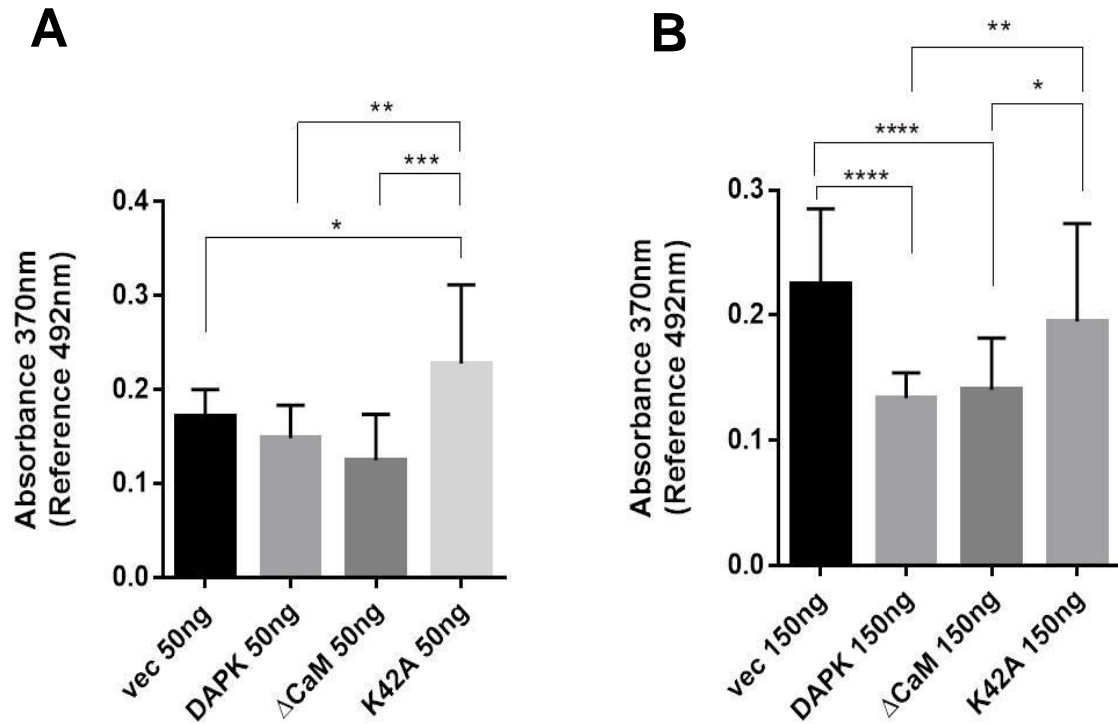 A
**
***
*
0.4
0.3
0.2
0.1
0.0
Absorbance 370nm
(Reference 492nm)
vec 50ng
DAPK 50ng
ΔCaM 50ng
K42A 50ng
B
**
*
****
****
0.3
0.2
0.1
0.0
Absorbance 370nm
(Reference 492nm)
vec 150ng
DAPK 150ng
ΔCaM 150ng
K42A 150ng